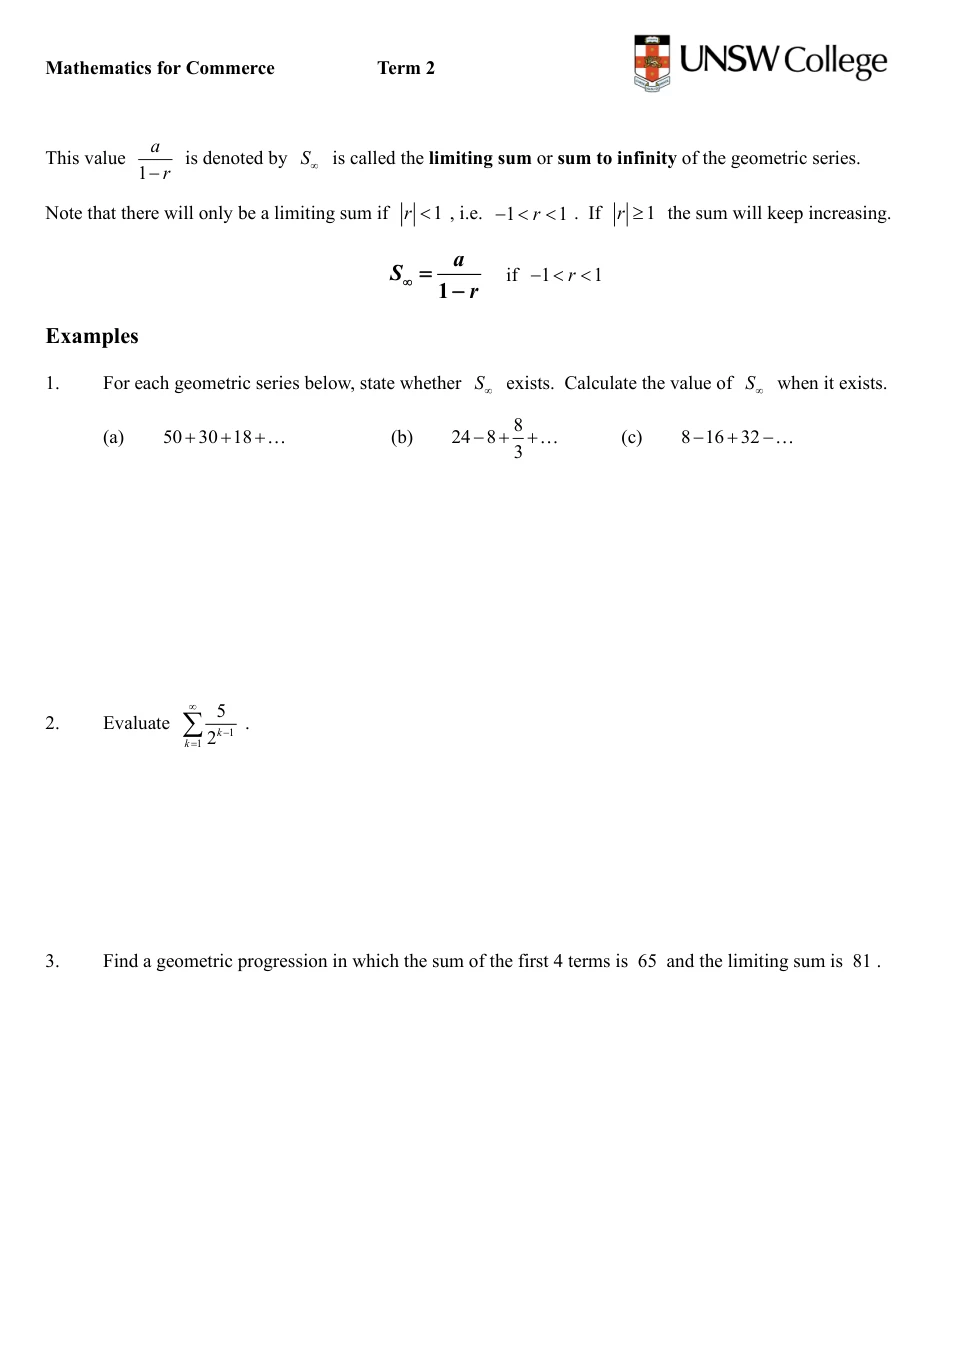 Mathematics for Commerce Term 2
UNSW College
This value a/(1−r) is denoted by S∞ is called the limiting sum or sum to infinity of the geometric series.
Note that there will only be a limiting sum if |r|<1 , i.e. −1<r<1 . If |r|≥1 the sum will keep increasing.
S∞ = a/(1−r) if −1<r<1
Examples
1. For each geometric series below, state whether S∞ exists. Calculate the value of S∞ when it exists.
(a) 50+30+18+… (b) 24−8+8/3+… (c) 8−16+32−…
2. Evaluate ∑_{k=1}^{∞} 5/2^{k−1} .
3. Find a geometric progression in which the sum of the first 4 terms is 65 and the limiting sum is 81 .